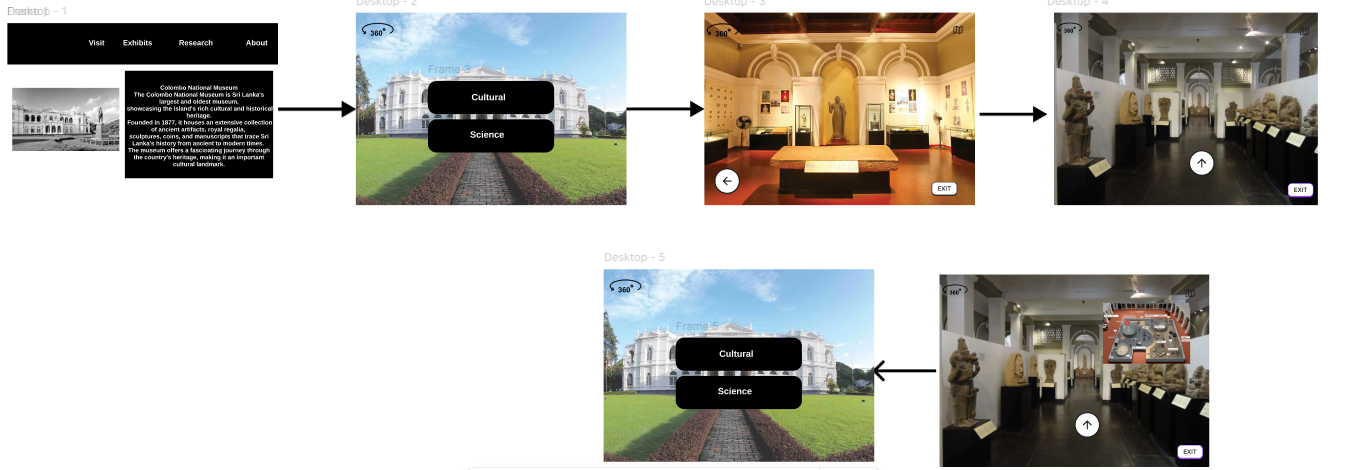 Desktop - 1
Desktop - 2
Desktop - 3
Desktop - 4
Visit Exhibits Research About
Colombo National Museum
The Colombo National Museum is Sri Lanka's
largest and oldest museum,
showcasing the island's rich cultural and historical
heritage.
Founded in 1877, it houses an extensive collection
of ancient artifacts, royal regalia,
sculptures, coins, and manuscripts that trace Sri
Lanka's history from ancient to modern times.
The museum offers a fascinating journey through
the country's heritage, making it an important
cultural landmark.
360°
Frame 3
Cultural
Science
360°
EXIT
360°
EXIT
Desktop - 5
360°
Frame 5
Cultural
Science
360°
EXIT